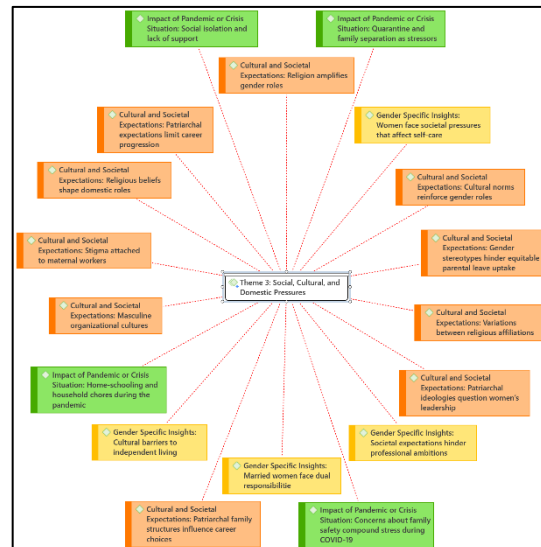 Impact of Pandemic or Crisis
Situation: Social isolation and
lack of support
Impact of Pandemic or Crisis
Situation: Quarantine and
family separation as stressors
Cultural and Societal
Expectations: Religion amplifies
gender roles
Cultural and Societal
Expectations: Patriarchal
expectations limit career
progression
Gender Specific Insights:
Women face societal pressures
that affect self-care
Cultural and Societal
Expectations: Religious beliefs
shape domestic roles
Cultural and Societal
Expectations: Cultural norms
reinforce gender roles
Cultural and Societal
Expectations: Stigma attached
to maternal workers
Cultural and Societal
Expectations: Gender
stereotypes hinder equitable
parental leave uptake
Theme 3: Social, Cultural, and
Domestic Pressures
Cultural and Societal
Expectations: Masculine
organizational cultures
Cultural and Societal
Expectations: Variations
between religious affiliations
Impact of Pandemic or Crisis
Situation: Home-schooling and
household chores during the
pandemic
Cultural and Societal
Expectations: Patriarchal
ideologies question women's
leadership
Gender Specific Insights:
Cultural barriers to
independent living
Gender Specific Insights:
Societal expectations hinder
professional ambitions
Gender Specific Insights:
Married women face dual
responsibilitie
Cultural and Societal
Expectations: Patriarchal family
structures influence career
choices
Impact of Pandemic or Crisis
Situation: Concerns about family
safety compound stress during
COVID-19